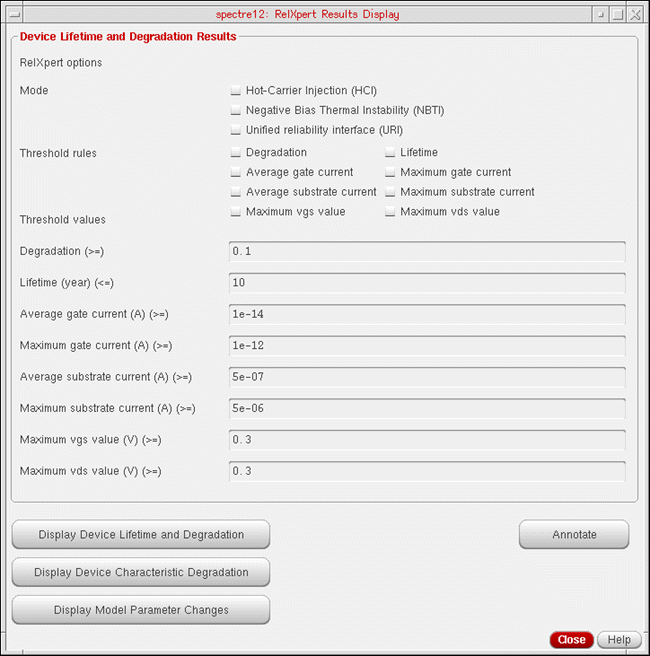 spectre12: RelXpert Results Display
Device Lifetime and Degradation Results
RelXpert options
Mode
Hot-Carrier Injection (HCI)
Negative Bias Thermal Instability (NBTI)
Unified reliability interface (URI)
Threshold rules
Degradation Lifetime
Average gate current Maximum gate current
Average substrate current Maximum substrate current
Maximum vgs value Maximum vds value
Threshold values
Degradation (>=) 0.1
Lifetime (year) (<=) 10
Average gate current (A) (>=) 1e-14
Maximum gate current (A) (>=) 1e-12
Average substrate current (A) (>=) 5e-07
Maximum substrate current (A) (>=) 5e-06
Maximum vgs value (V) (>=) 0.3
Maximum vds value (V) (>=) 0.3
Display Device Lifetime and Degradation Annotate
Display Device Characteristic Degradation
Display Model Parameter Changes
Close Help